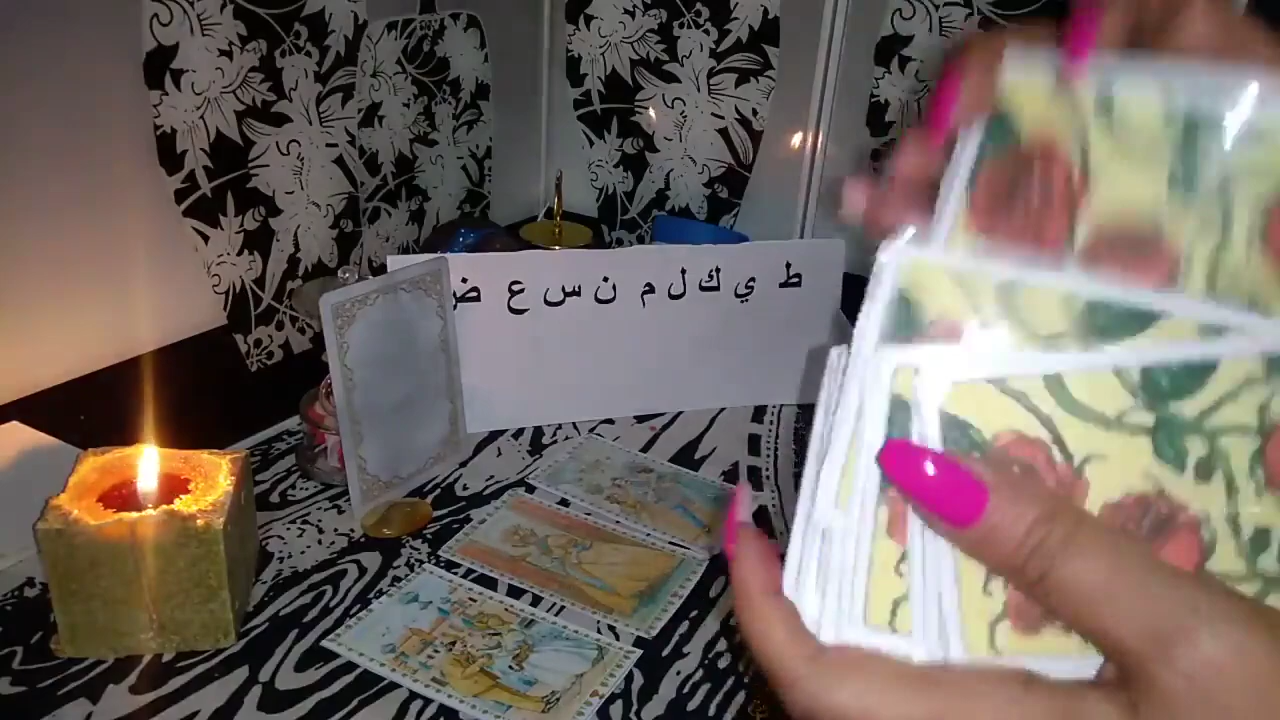 ط ي ك ل م ن س ع ض